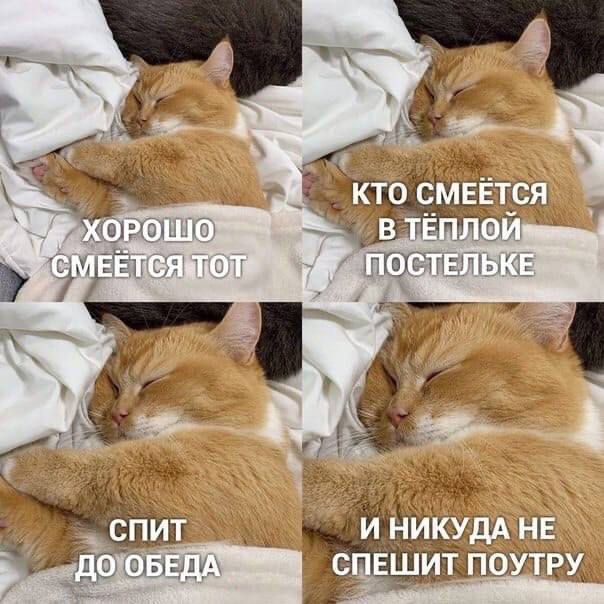 ХОРОШО
СМЕЁТСЯ ТОТ
КТО СМЕЁТСЯ
В ТЁПЛОЙ
ПОСТЕЛЬКЕ
СПИТ
ДО ОБЕДА
И НИКУДА НЕ
СПЕШИТ ПОУТРУ